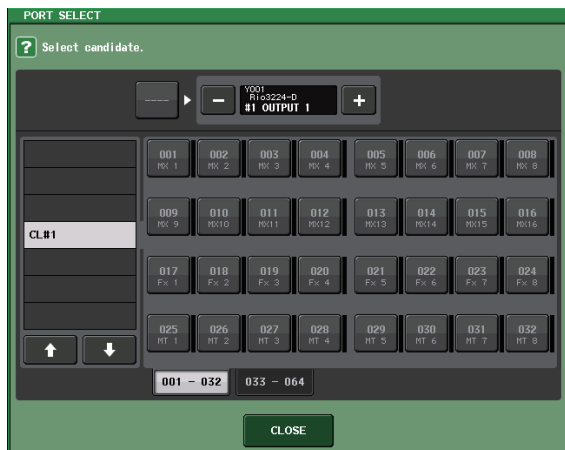 PORT SELECT
? Select candidate.
----
−
Y001
Rio3224-D
#1 OUTPUT 1
+
CL#1
001 002 003 004 005 006 007 008
MX 1 MX 2 MX 3 MX 4 MX 5 MX 6 MX 7 MX 8
009 010 011 012 013 014 015 016
MX 9 MX10 MX11 MX12 MX13 MX14 MX15 MX16
017 018 019 020 021 022 023 024
Fx 1 Fx 2 Fx 3 Fx 4 Fx 5 Fx 6 Fx 7 Fx 8
025 026 027 028 029 030 031 032
MT 1 MT 2 MT 3 MT 4 MT 5 MT 6 MT 7 MT 8
001 - 032 033 - 064
CLOSE